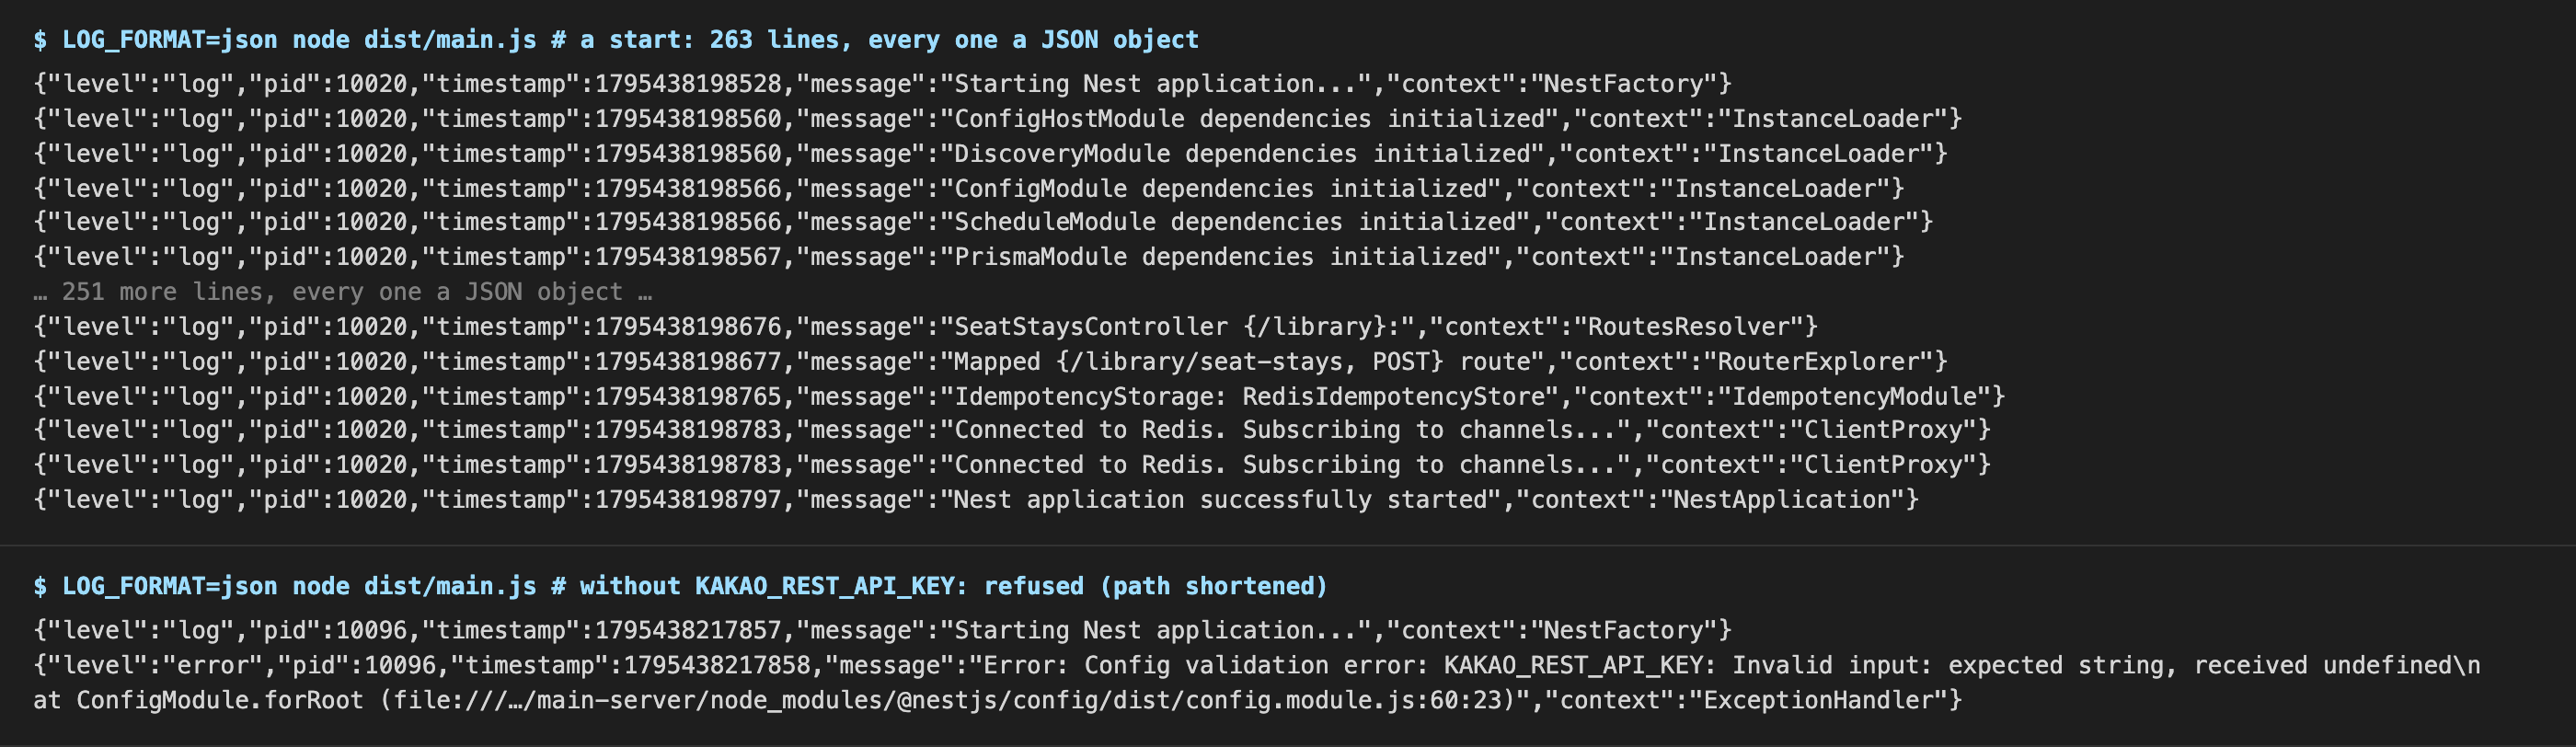 $ LOG_FORMAT=json node dist/main.js # a start: 263 lines, every one a JSON object
{"level":"log","pid":10020,"timestamp":1795438198528,"message":"Starting Nest application...","context":"NestFactory"}
{"level":"log","pid":10020,"timestamp":1795438198560,"message":"ConfigHostModule dependencies initialized","context":"InstanceLoader"}
{"level":"log","pid":10020,"timestamp":1795438198560,"message":"DiscoveryModule dependencies initialized","context":"InstanceLoader"}
{"level":"log","pid":10020,"timestamp":1795438198566,"message":"ConfigModule dependencies initialized","context":"InstanceLoader"}
{"level":"log","pid":10020,"timestamp":1795438198566,"message":"ScheduleModule dependencies initialized","context":"InstanceLoader"}
{"level":"log","pid":10020,"timestamp":1795438198567,"message":"PrismaModule dependencies initialized","context":"InstanceLoader"}
… 251 more lines, every one a JSON object …
{"level":"log","pid":10020,"timestamp":1795438198676,"message":"SeatStaysController {/library}:","context":"RoutesResolver"}
{"level":"log","pid":10020,"timestamp":1795438198677,"message":"Mapped {/library/seat-stays, POST} route","context":"RouterExplorer"}
{"level":"log","pid":10020,"timestamp":1795438198765,"message":"IdempotencyStorage: RedisIdempotencyStore","context":"IdempotencyModule"}
{"level":"log","pid":10020,"timestamp":1795438198783,"message":"Connected to Redis. Subscribing to channels...","context":"ClientProxy"}
{"level":"log","pid":10020,"timestamp":1795438198783,"message":"Connected to Redis. Subscribing to channels...","context":"ClientProxy"}
{"level":"log","pid":10020,"timestamp":1795438198797,"message":"Nest application successfully started","context":"NestApplication"}
$ LOG_FORMAT=json node dist/main.js # without KAKAO_REST_API_KEY: refused (path shortened)
{"level":"log","pid":10096,"timestamp":1795438217857,"message":"Starting Nest application...","context":"NestFactory"}
{"level":"error","pid":10096,"timestamp":1795438217858,"message":"Error: Config validation error: KAKAO_REST_API_KEY: Invalid input: expected string, received undefined\n
at ConfigModule.forRoot (file:///…/main-server/node_modules/@nestjs/config/dist/config.module.js:60:23)","context":"ExceptionHandler"}